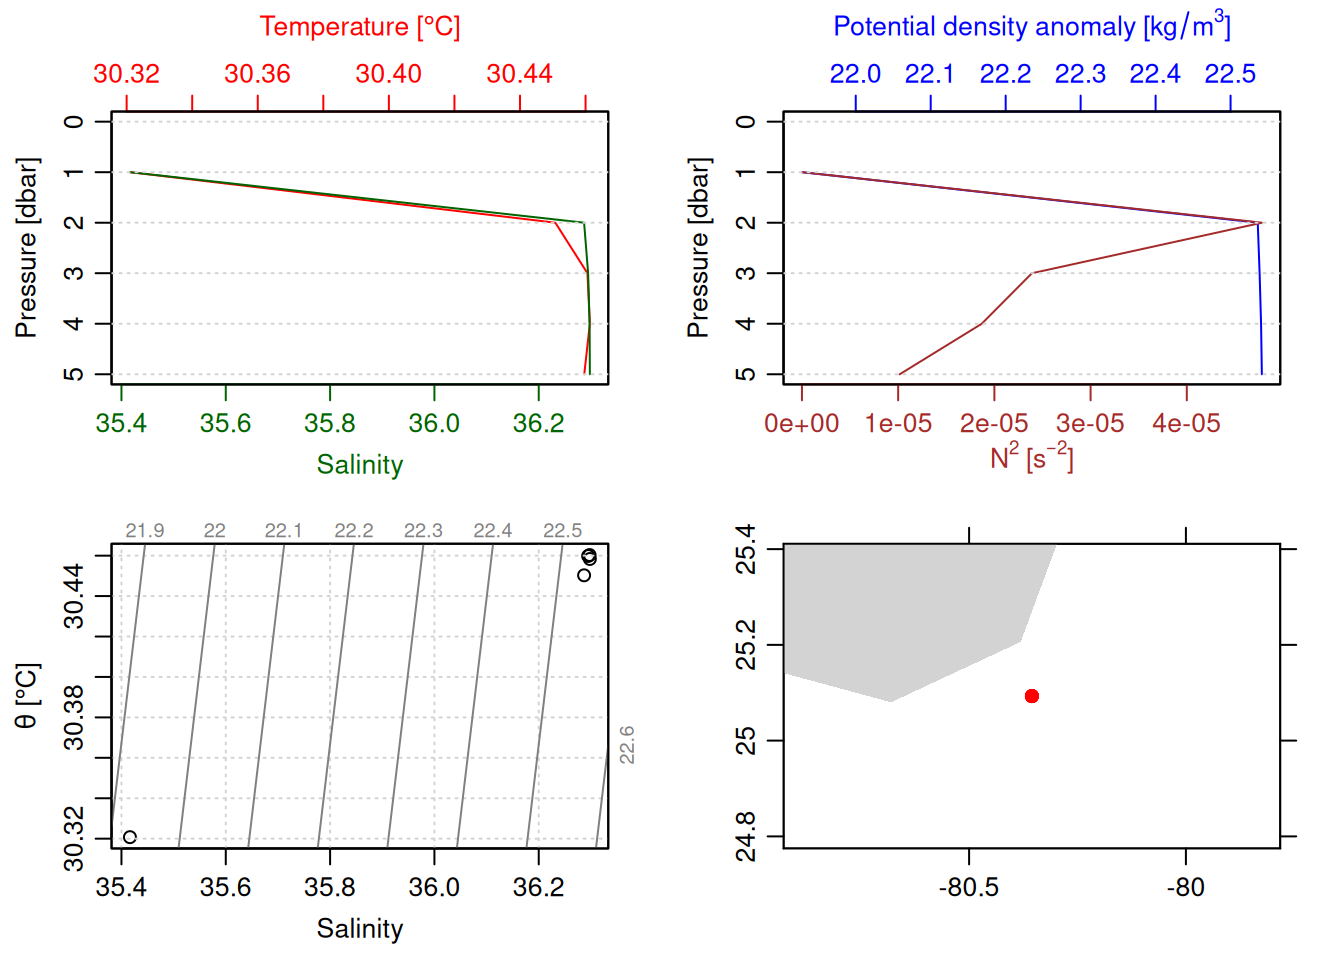 Temperature [°C]
30.32 30.36 30.40 30.44
0
1
2
3
4
5
Pressure [dbar]
35.4 35.6 35.8 36.0 36.2
Salinity
Potential density anomaly [kg/m³]
22.0 22.1 22.2 22.3 22.4 22.5
0
1
2
3
4
5
Pressure [dbar]
0e+00 1e-05 2e-05 3e-05 4e-05
N² [s⁻²]
21.9 22 22.1 22.2 22.3 22.4 22.5
22.6
30.44
30.38
30.32
θ [°C]
35.4 35.6 35.8 36.0 36.2
Salinity
25.4
25.2
25
24.8
-80.5 -80